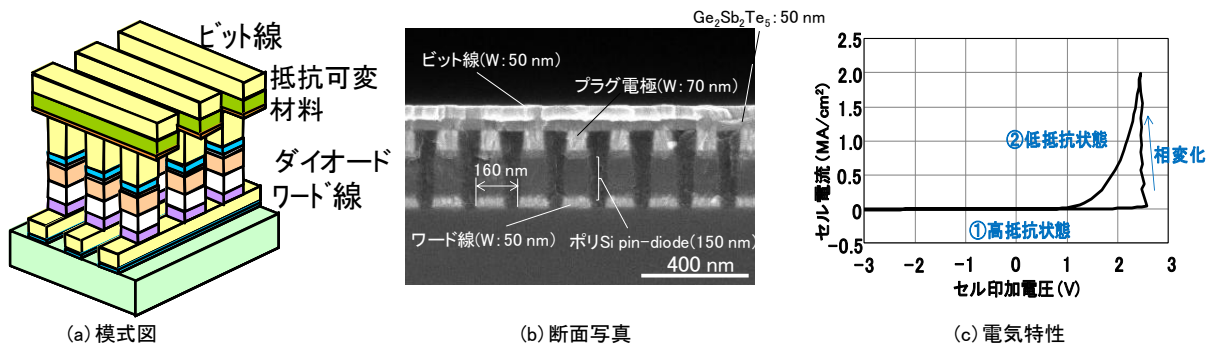 ビット線
抵抗可変
材料
ダイオード
ワード線
(a) 模式図
Ge2Sb2Te5: 50 nm
ビット線(W: 50 nm)
プラグ電極(W: 70 nm)
160 nm
ワード線(W: 50 nm)
ポリSi pin-diode(150 nm)
400 nm
(b) 断面写真
2.5
2.0
1.5
1.0
0.5
0
-0.5
セル電流 (MA/cm²)
②低抵抗状態
相変化
①高抵抗状態
-3 -2 -1 0 1 2 3
セル印加電圧(V)
(c) 電気特性